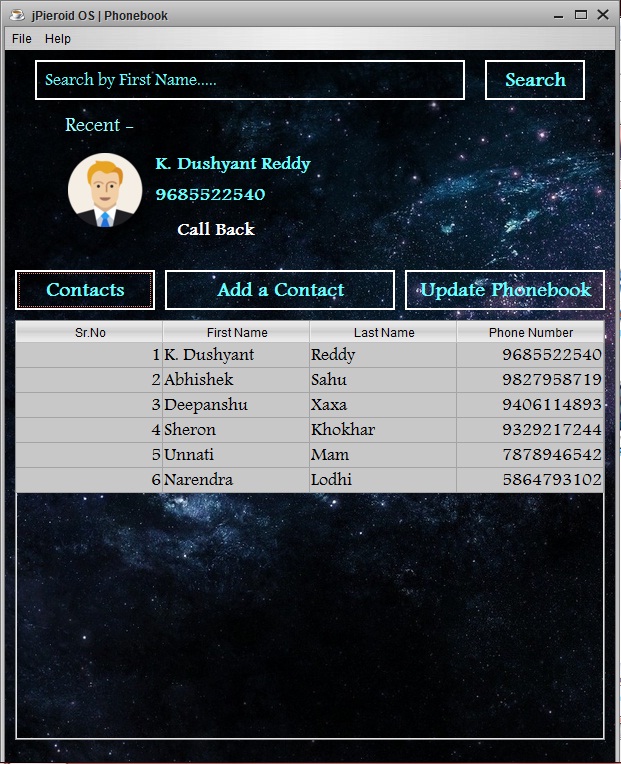 jPieroid OS | Phonebook
File Help
Search by First Name..... Search
Recent -
K. Dushyant Reddy
9685522540
Call Back
Contacts Add a Contact Update Phonebook
Sr.No First Name Last Name Phone Number
1 K. Dushyant Reddy 9685522540
2 Abhishek Sahu 9827958719
3 Deepanshu Xaxa 9406114893
4 Sheron Khokhar 9329217244
5 Unnati Mam 7878946542
6 Narendra Lodhi 5864793102